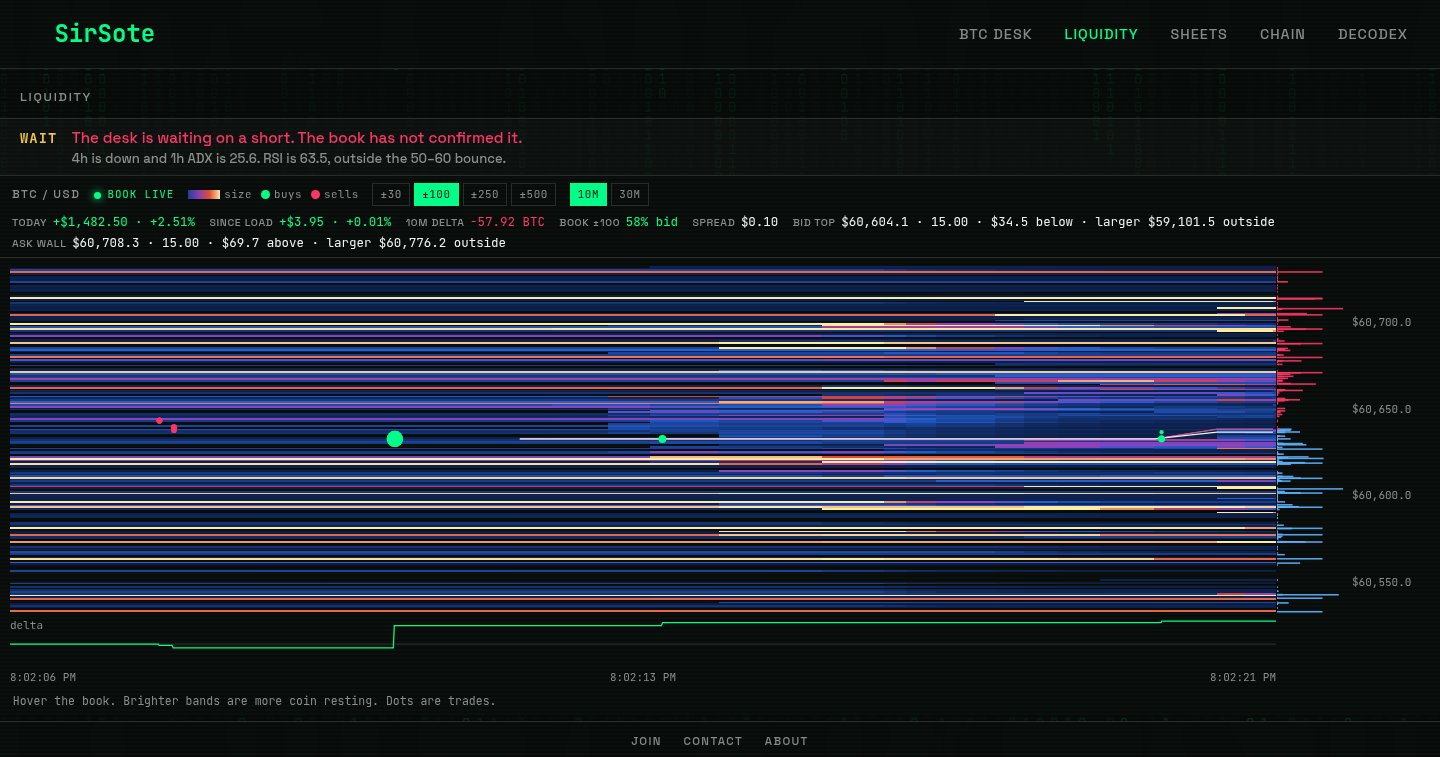 SirSote
BTC DESK LIQUIDITY SHEETS CHAIN DECODEX
LIQUIDITY
WAIT The desk is waiting on a short. The book has not confirmed it.
4h is down and 1h ADX is 25.6. RSI is 63.5, outside the 50–60 bounce.
BTC / USD BOOK LIVE size buys sells ±30 ±100 ±250 ±500 10M 30M
TODAY +$1,482.50 · +2.51% SINCE LOAD +$3.95 · +0.01% 10M DELTA -57.92 BTC BOOK ±100 58% bid SPREAD $0.10 BID TOP $60,604.1 · 15.00 · $34.5 below · larger $59,101.5 outside
ASK WALL $60,708.3 · 15.00 · $69.7 above · larger $60,776.2 outside
$60,700.0
$60,650.0
$60,600.0
$60,550.0
delta
8:02:06 PM 8:02:13 PM 8:02:21 PM
Hover the book. Brighter bands are more coin resting. Dots are trades.
JOIN CONTACT ABOUT